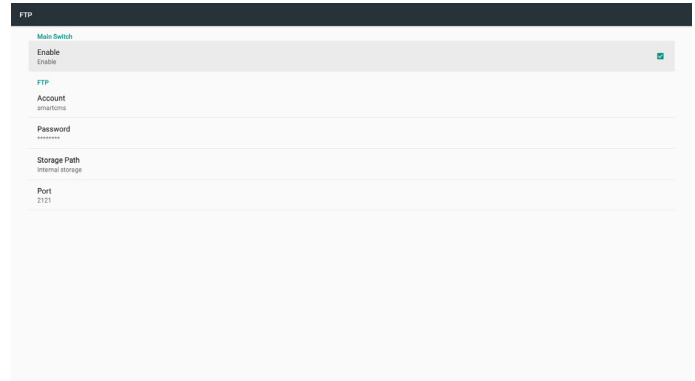 FTP
Main Switch
Enable
Enable
FTP
Account
smartcms
Password
********
Storage Path
Internal storage
Port
2121